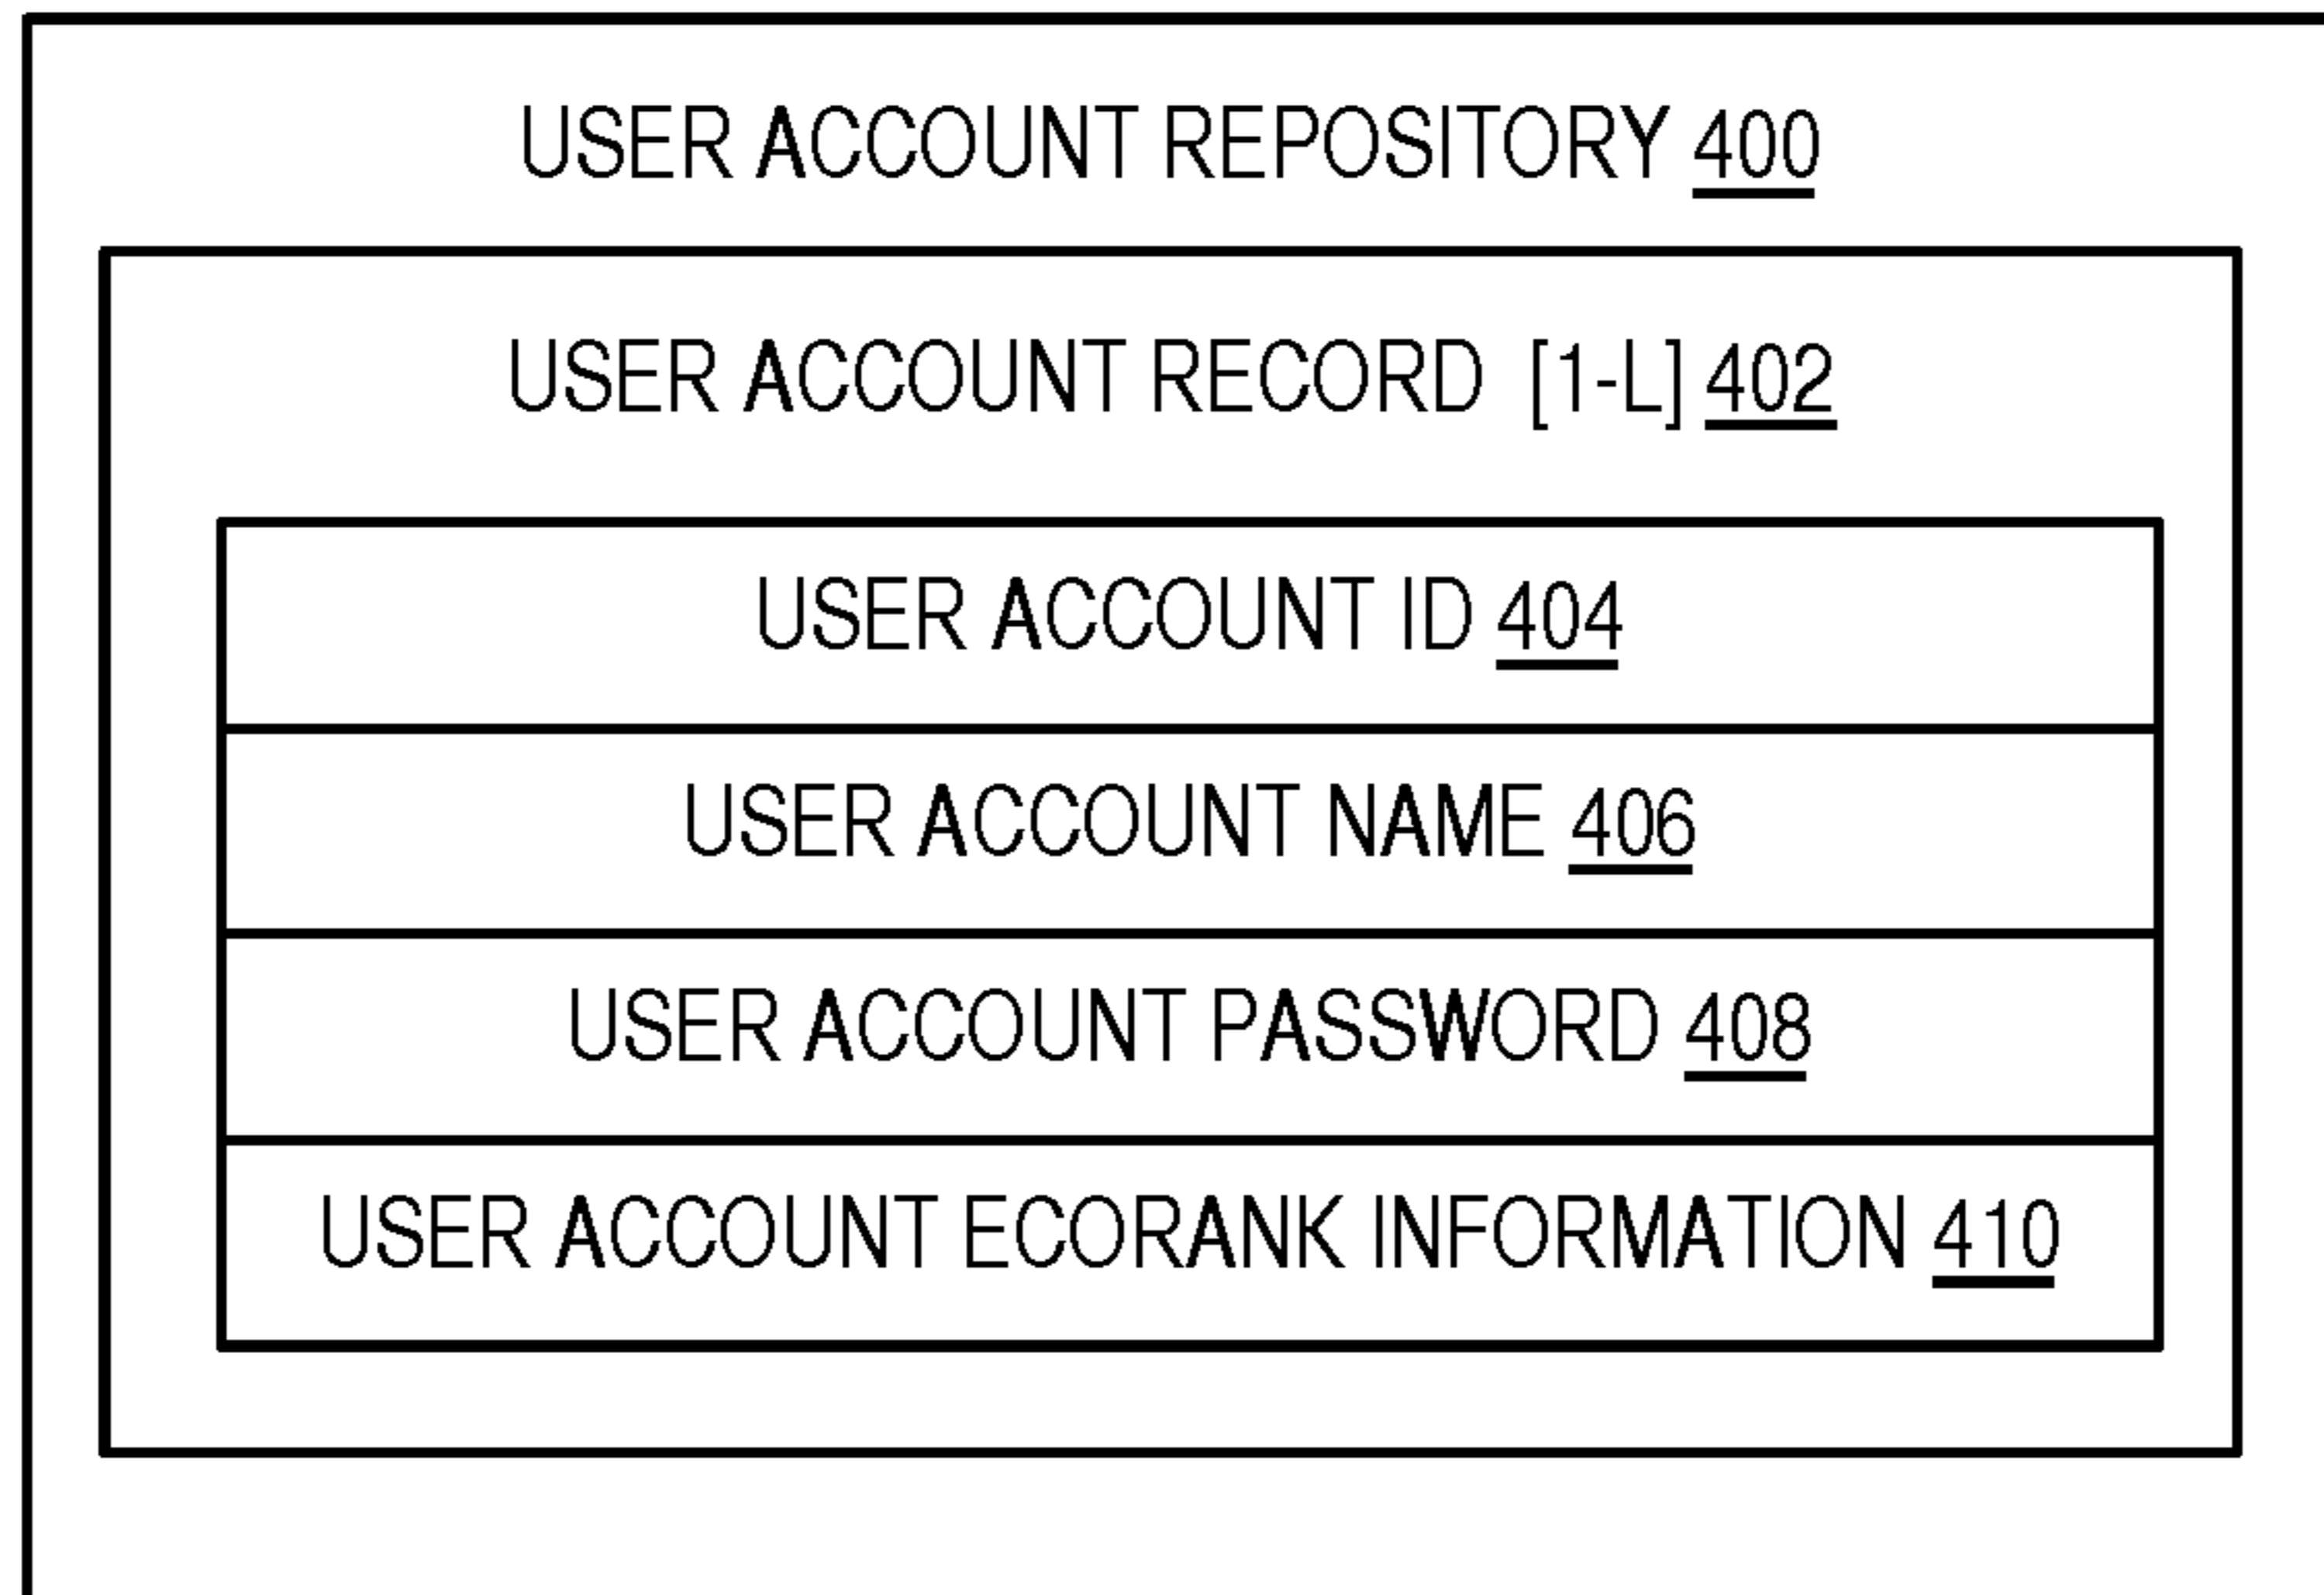 USER ACCOUNT REPOSITORY 400
USER ACCOUNT RECORD [1-L] 402
USER ACCOUNT ID 404
USER ACCOUNT NAME 406
USER ACCOUNT PASSWORD 408
USER ACCOUNT ECORANK INFORMATION 410